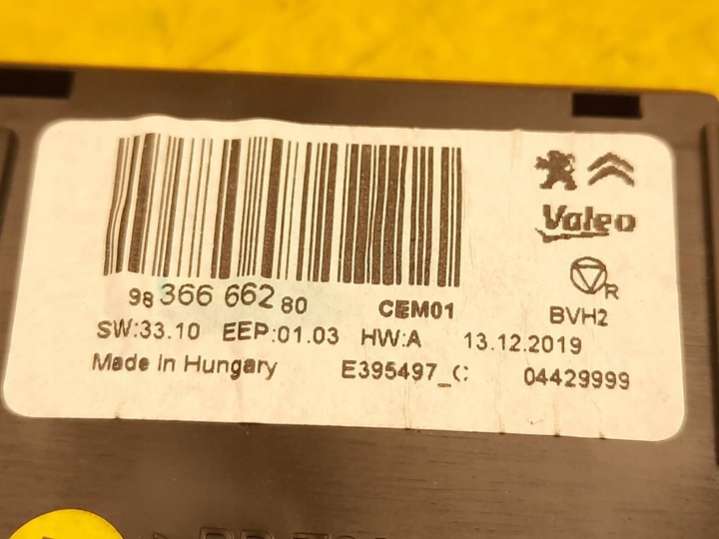 Valeo
R
98 366 662 80 CEM01 BVH2
SW:33.10 EEP:01.03 HW:A 13.12.2019
Made in Hungary E395497_C 04429999